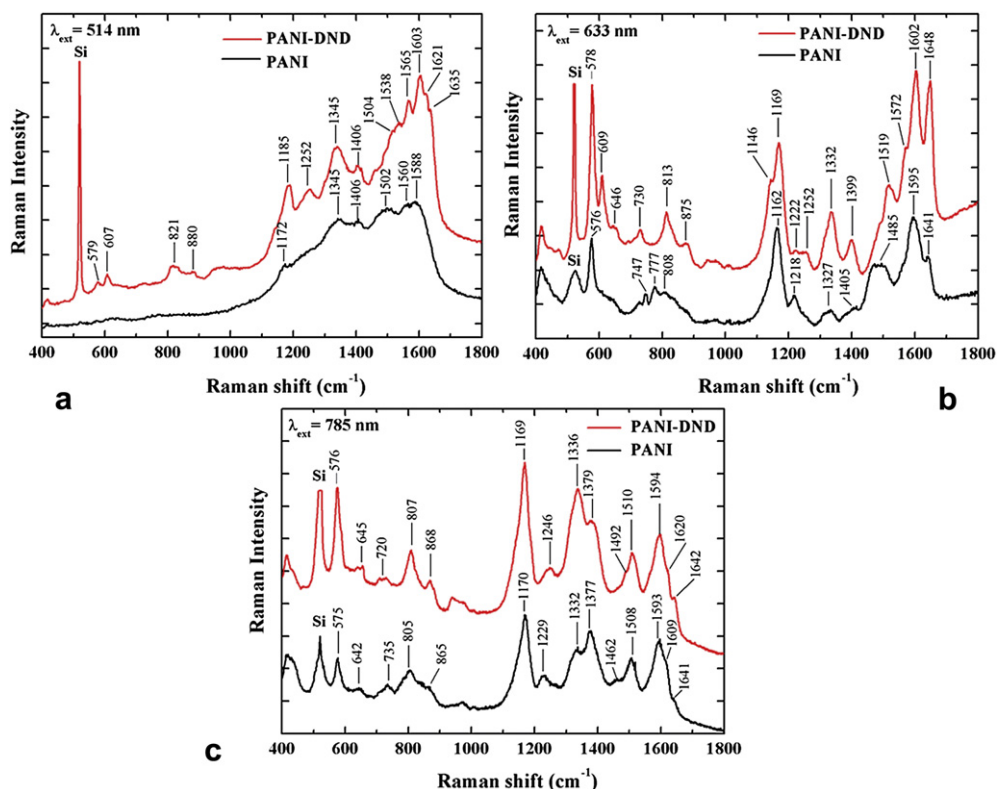 λext = 514 nm
PANI-DND
PANI
Si
579
607
821
880
1185
1252
1345
1406
1504
1538
1565
1603
1621
1635
1172
1345
1406
1502
1560
1588
Raman Intensity
400 600 800 1000 1200 1400 1600 1800
Raman shift (cm-1)
a
λext = 633 nm
PANI-DND
PANI
Si
578
609
646
730
813
875
1146
1169
1222
1252
1332
1399
1519
1572
1602
1648
Si
576
747
777
808
1162
1218
1327
1405
1485
1595
1641
Raman Intensity
400 600 800 1000 1200 1400 1600 1800
Raman shift (cm-1)
b
λext = 785 nm
PANI-DND
PANI
Si
576
645
720
807
868
1169
1246
1336
1379
1492
1510
1594
1620
1642
Si
575
642
735
805
865
1170
1229
1332
1377
1462
1508
1593
1609
1641
Raman Intensity
400 600 800 1000 1200 1400 1600 1800
Raman shift (cm-1)
c